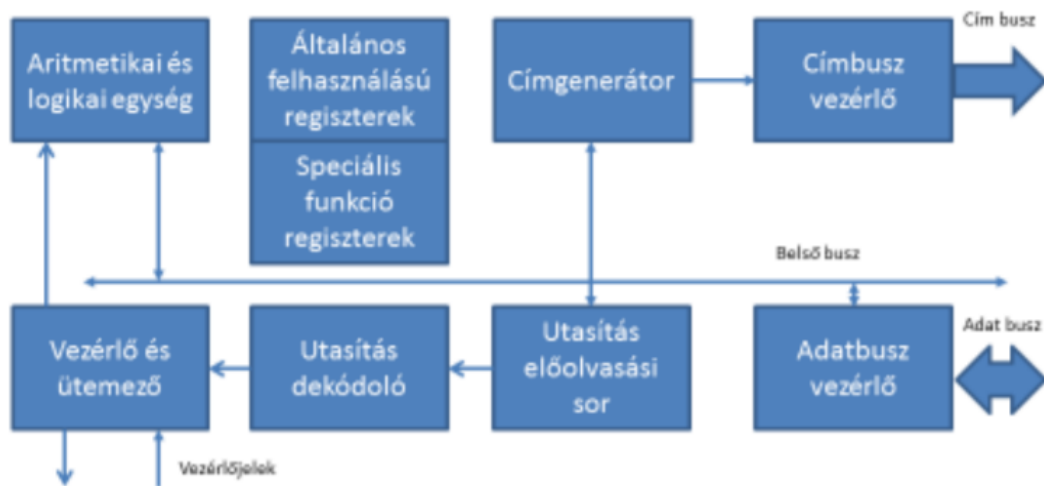 Aritmetikai és
logikai egység
Általános
felhasználású
regiszterek
Speciális
funkció
regiszterek
Címgenerátor
Címbusz
vezérlő
Cím busz
Belső busz
Vezérlő és
ütemező
Utasítás
dekódoló
Utasítás
előolvasási
sor
Adatbusz
vezérlő
Adat busz
Vezérlőjelek